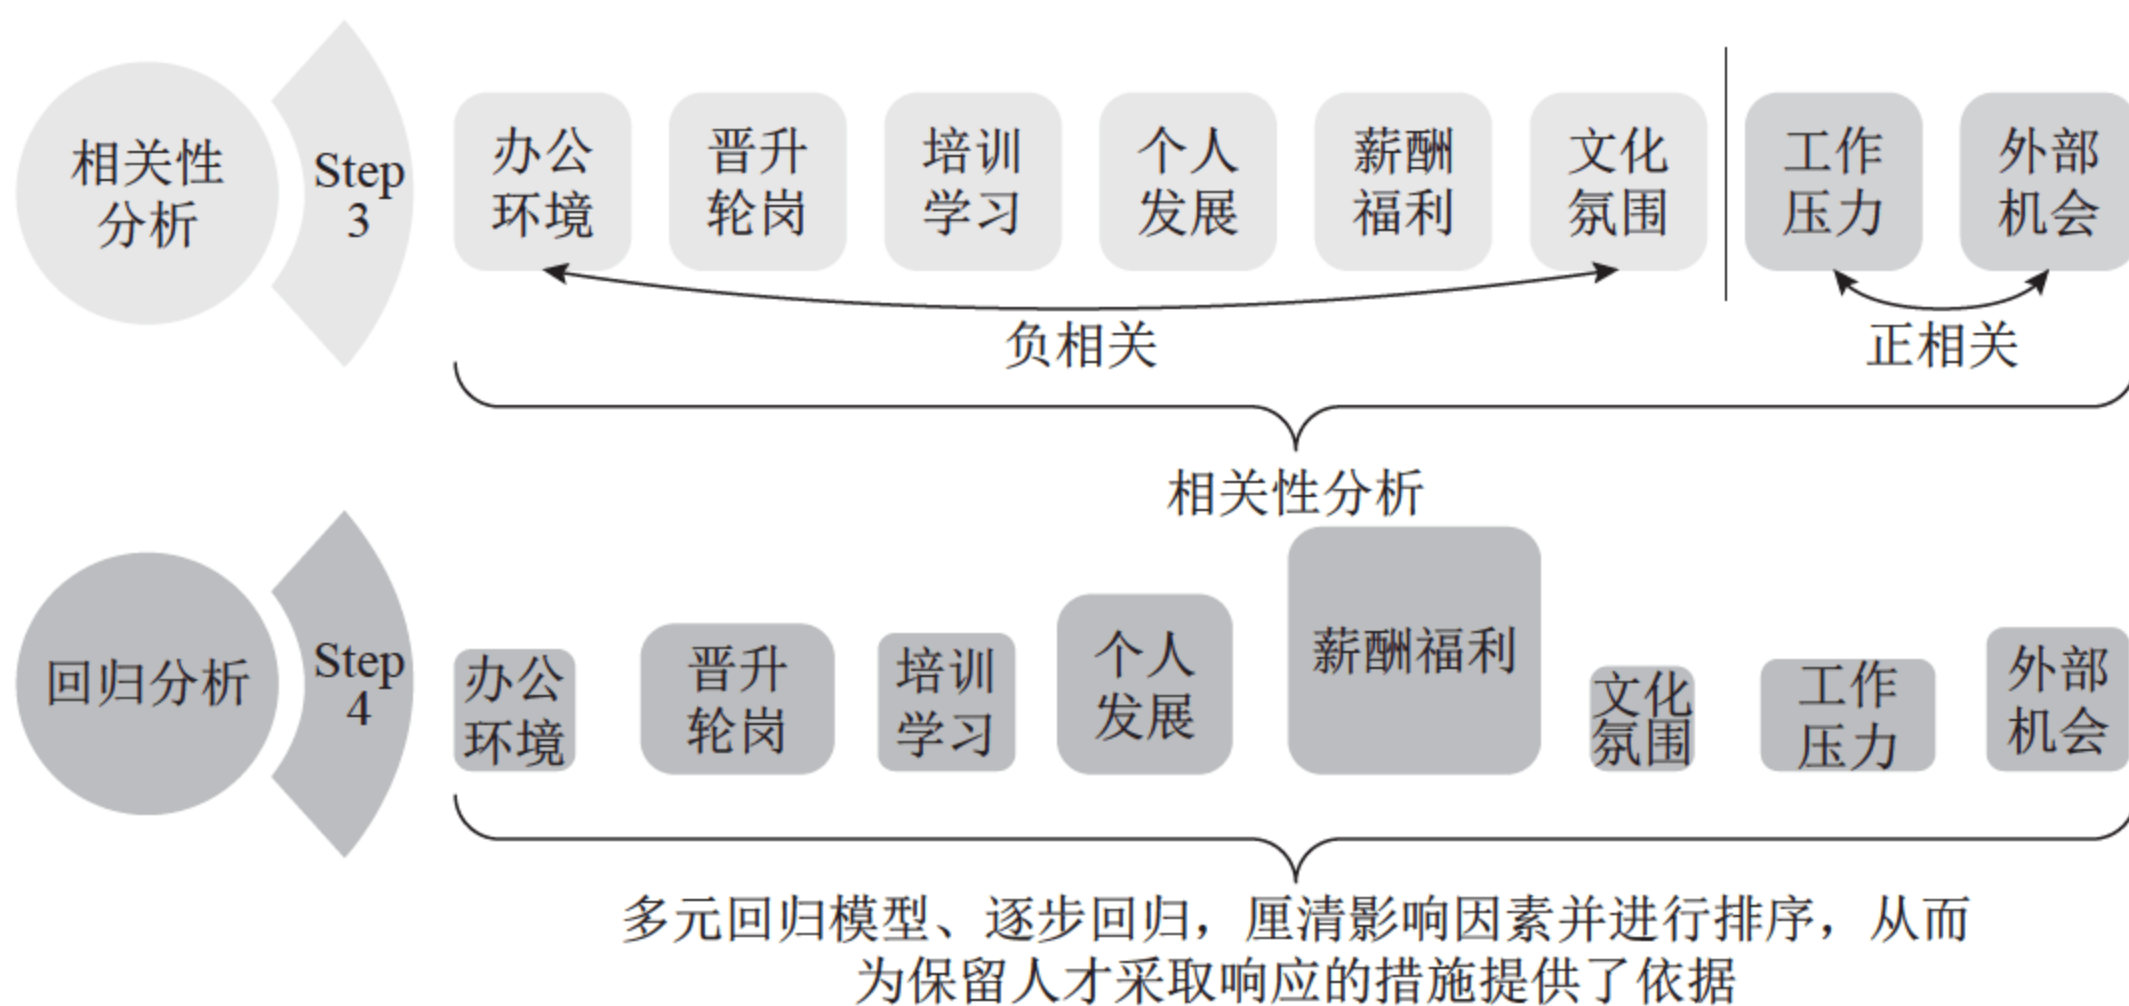 相关性
分析
Step
3
办公
环境
晋升
轮岗
培训
学习
个人
发展
薪酬
福利
文化
氛围
工作
压力
外部
机会
负相关
正相关
相关性分析
回归分析
Step
4
办公
环境
晋升
轮岗
培训
学习
个人
发展
薪酬福利
文化
氛围
工作
压力
外部
机会
多元回归模型、逐步回归，厘清影响因素并进行排序，从而
为保留人才采取响应的措施提供了依据